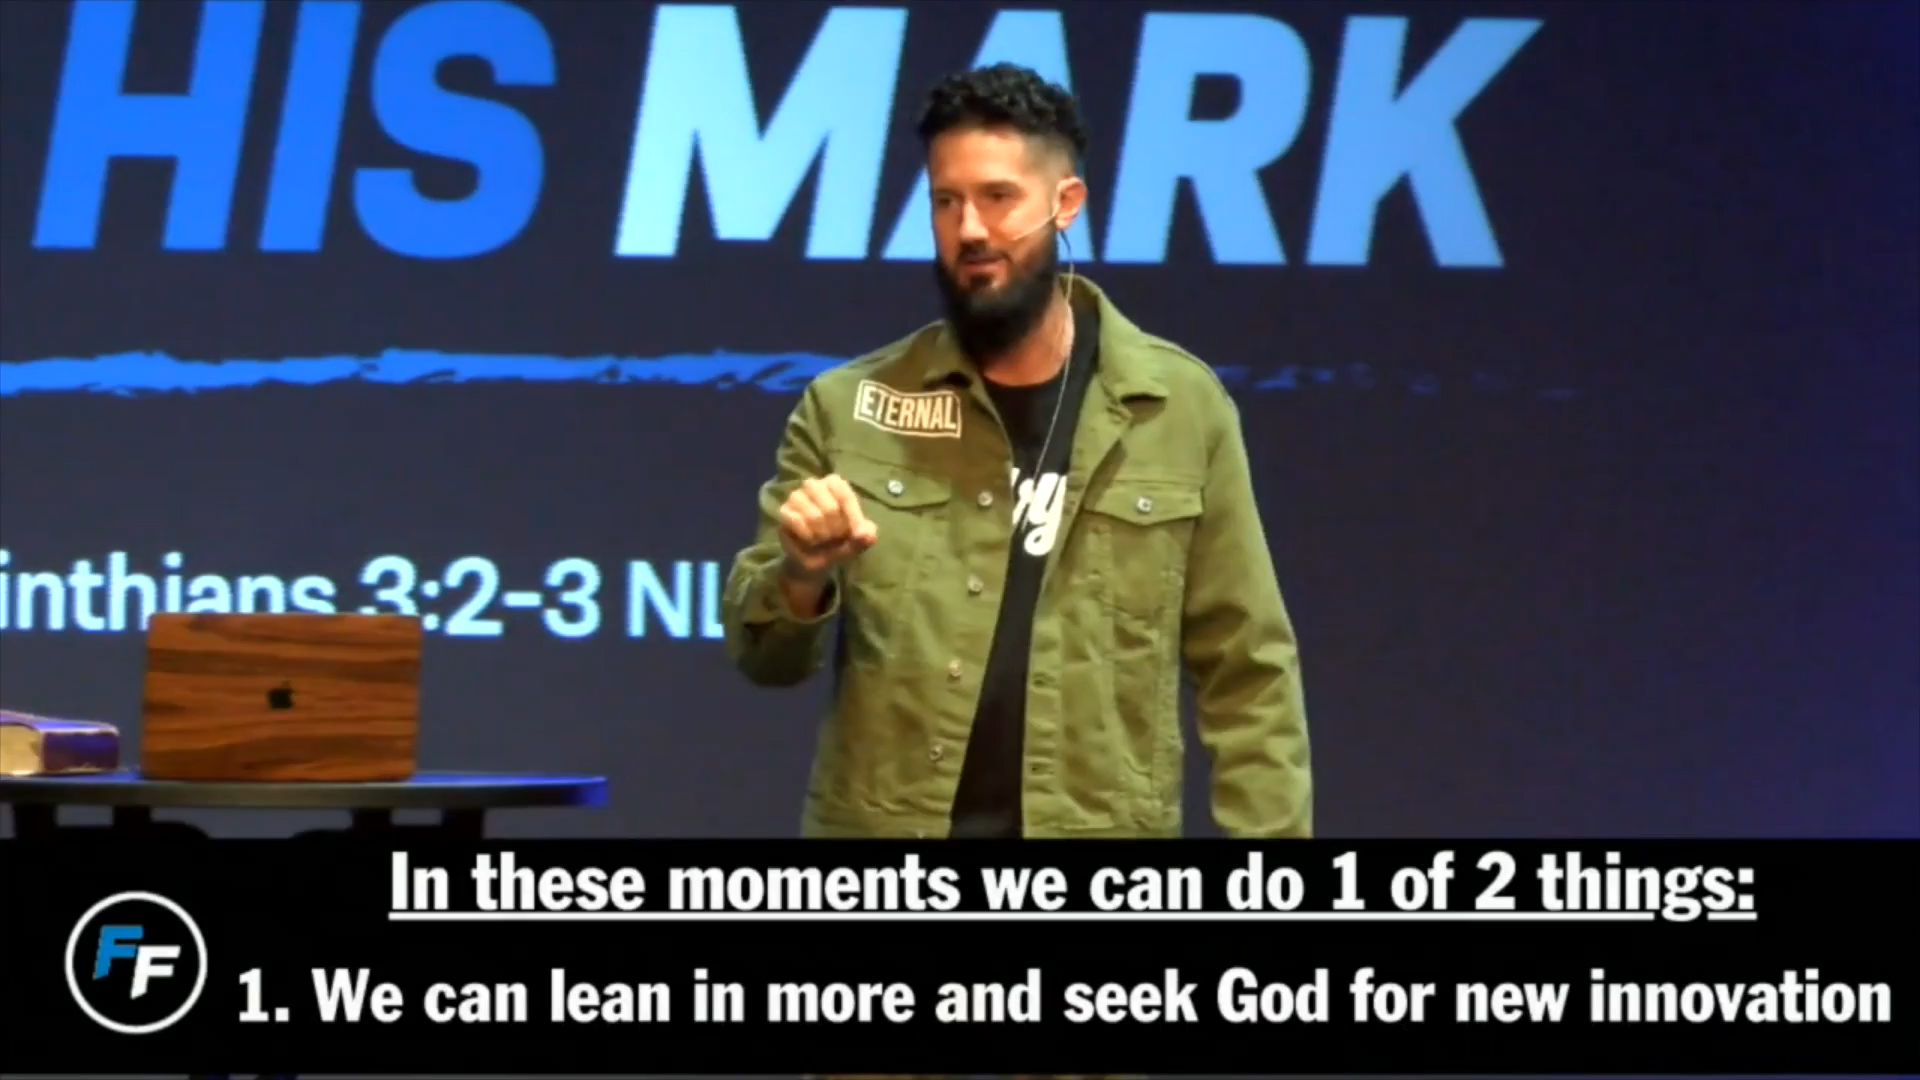 HIS MARK
ETERNAL
inthians 3:2-3 NL
In these moments we can do 1 of 2 things:
FF
1. We can lean in more and seek God for new innovation